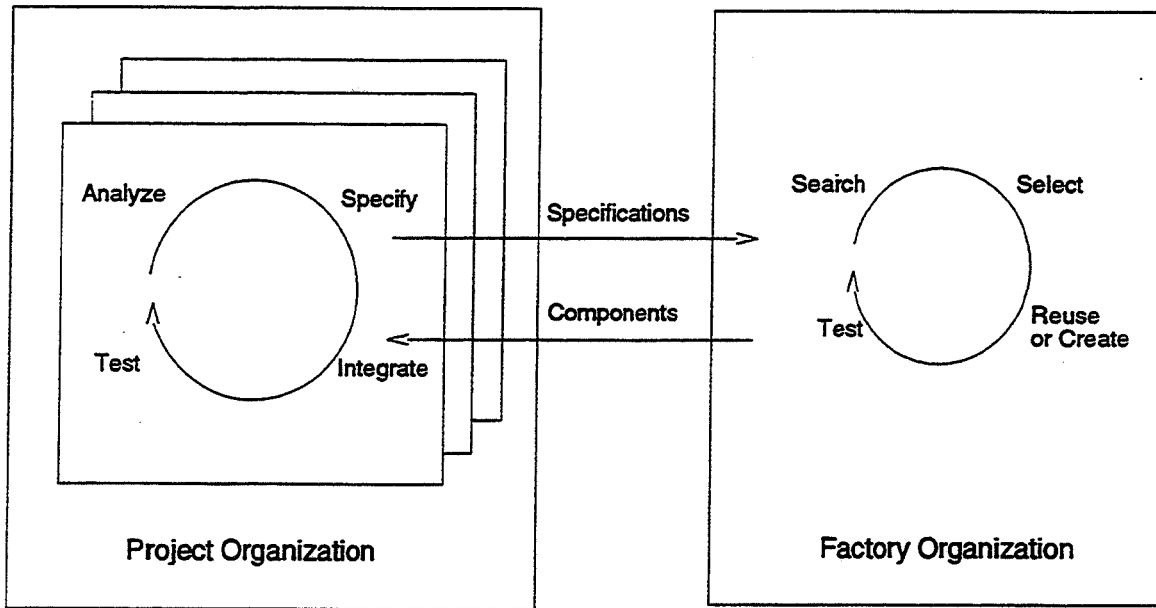 Analyze
Specify
Test
Integrate
Project Organization
Specifications
Components
Search
Select
Test
Reuse
or Create
Factory Organization